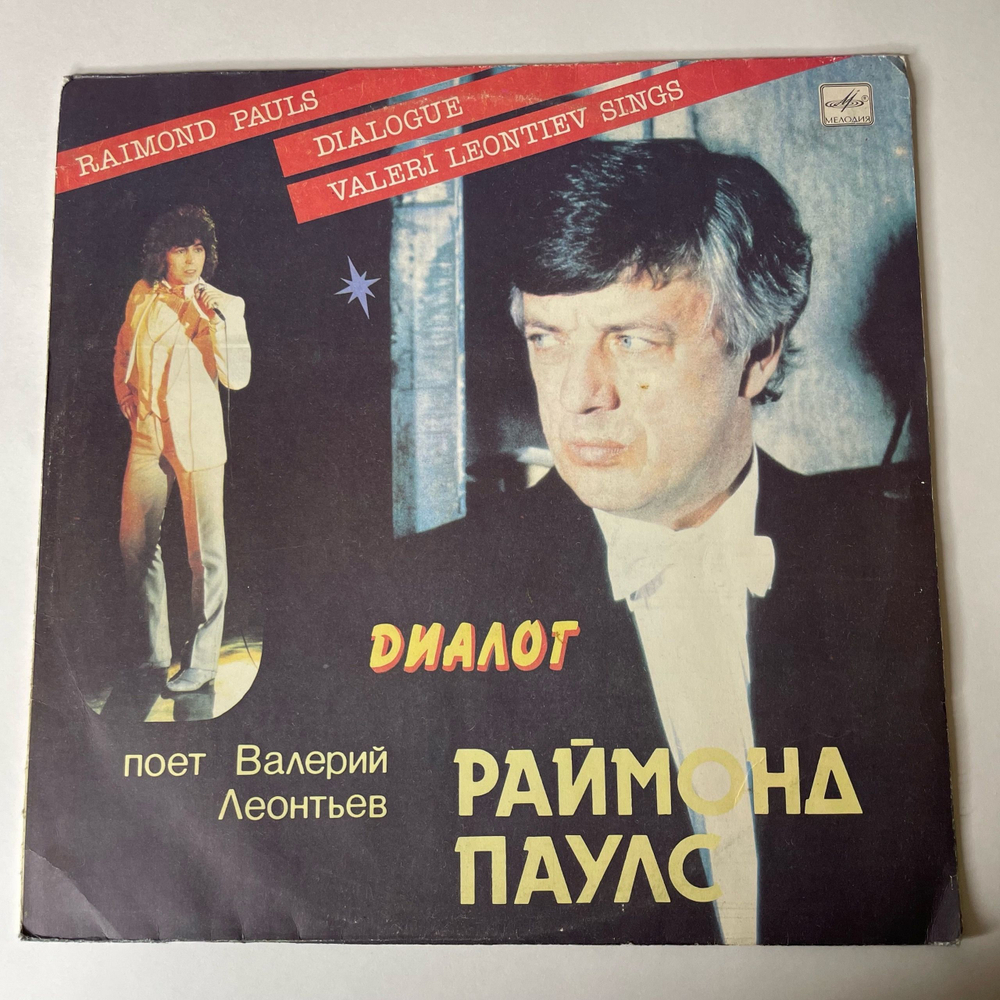 RAIMOND PAULS
DIALOGUE
VALERI LEONTIEV SINGS
МЕЛОДИЯ
ДИАЛОГ
поет Валерий
Леонтьев
РАЙМОНД
ПАУЛС